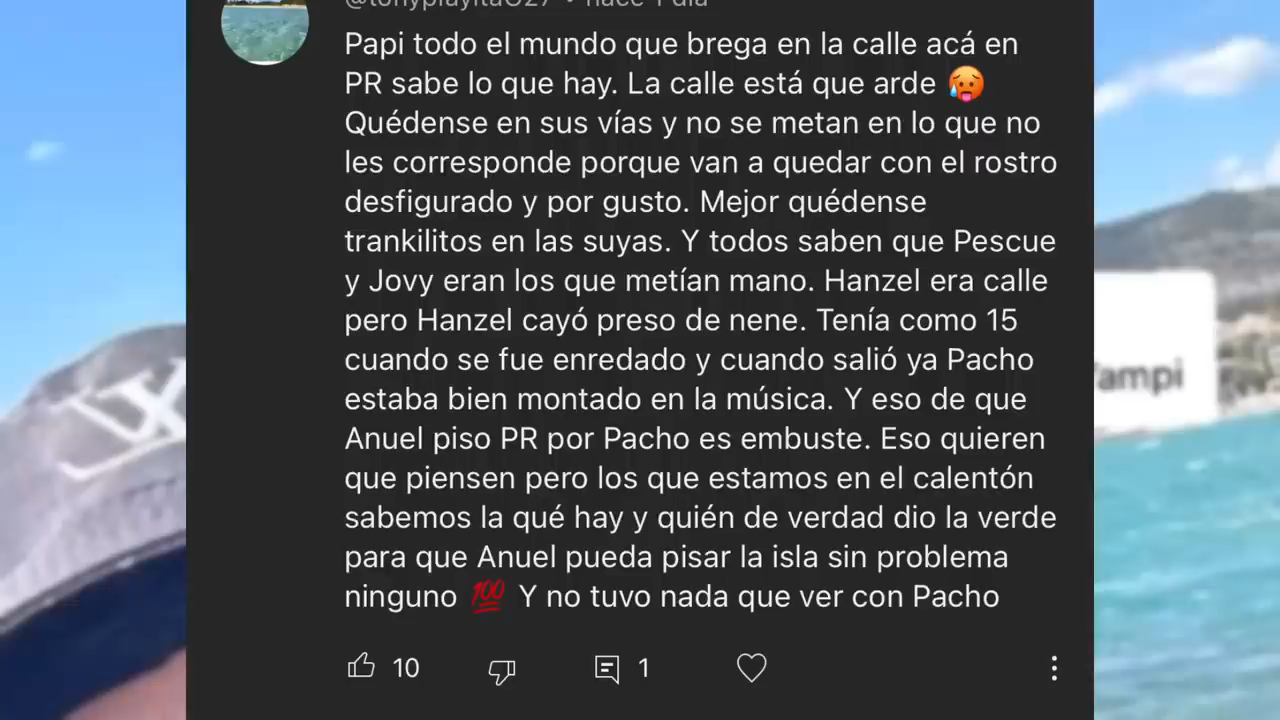 Papi todo el mundo que brega en la calle acá en
PR sabe lo que hay. La calle está que arde 🥵
Quédense en sus vías y no se metan en lo que no
les corresponde porque van a quedar con el rostro
desfigurado y por gusto. Mejor quédense
trankilitos en las suyas. Y todos saben que Pescue
y Jovy eran los que metían mano. Hanzel era calle
pero Hanzel cayó preso de nene. Tenía como 15
cuando se fue enredado y cuando salió ya Pacho
estaba bien montado en la música. Y eso de que
Anuel piso PR por Pacho es embuste. Eso quieren
que piensen pero los que estamos en el calentón
sabemos la qué hay y quién de verdad dio la verde
para que Anuel pueda pisar la isla sin problema
ninguno 💯 Y no tuvo nada que ver con Pacho
10
1